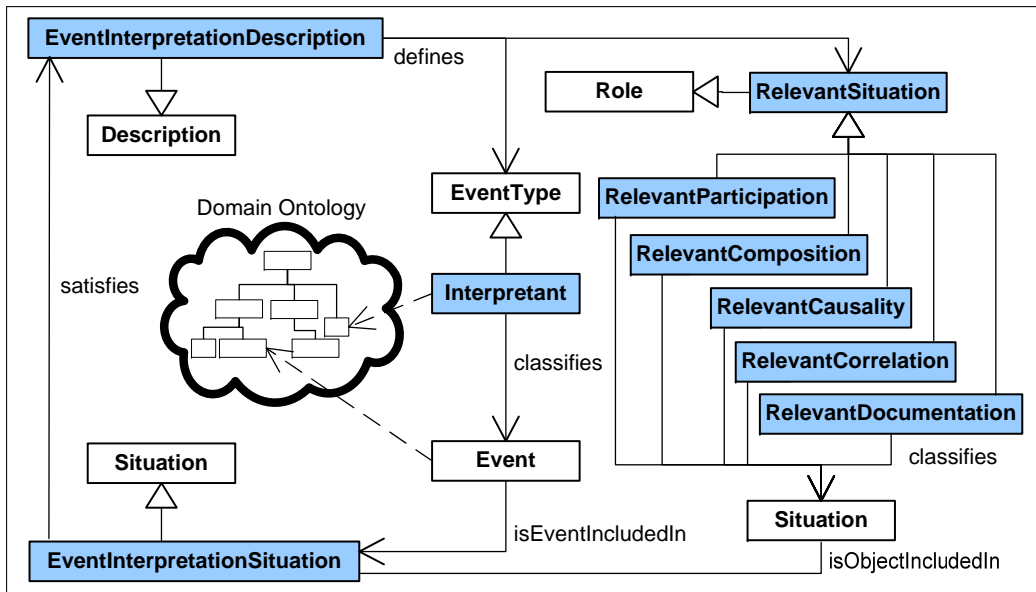 EventInterpretationDescription
defines
Role
RelevantSituation
Description
EventType
RelevantParticipation
Domain Ontology
RelevantComposition
satisfies
Interpretant
RelevantCausality
RelevantCorrelation
classifies
RelevantDocumentation
Situation
Event
classifies
Situation
isEventIncludedIn
EventInterpretationSituation
isObjectIncludedIn